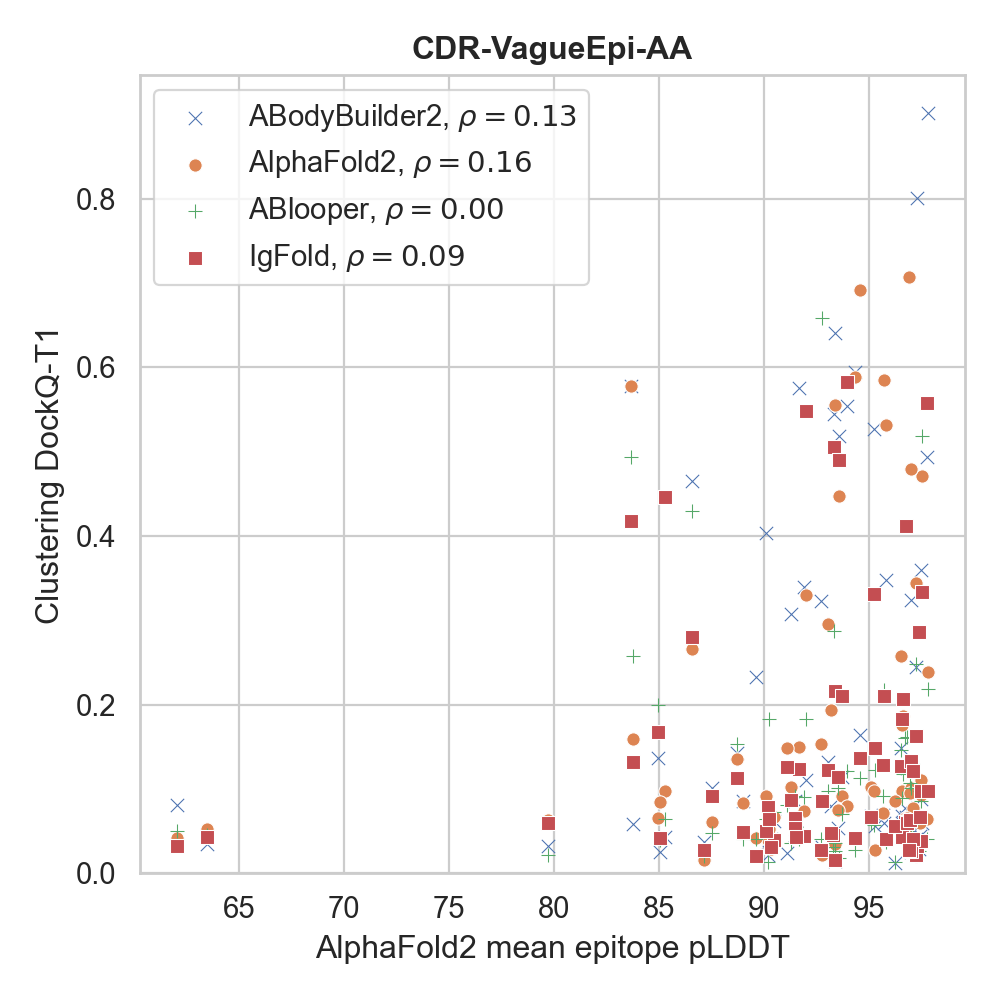 CDR-VagueEpi-AA
ABodyBuilder2, ρ = 0.13
AlphaFold2, ρ = 0.16
ABlooper, ρ = 0.00
IgFold, ρ = 0.09
Clustering DockQ-T1
0.8
0.6
0.4
0.2
0.0
65 70 75 80 85 90 95
AlphaFold2 mean epitope pLDDT